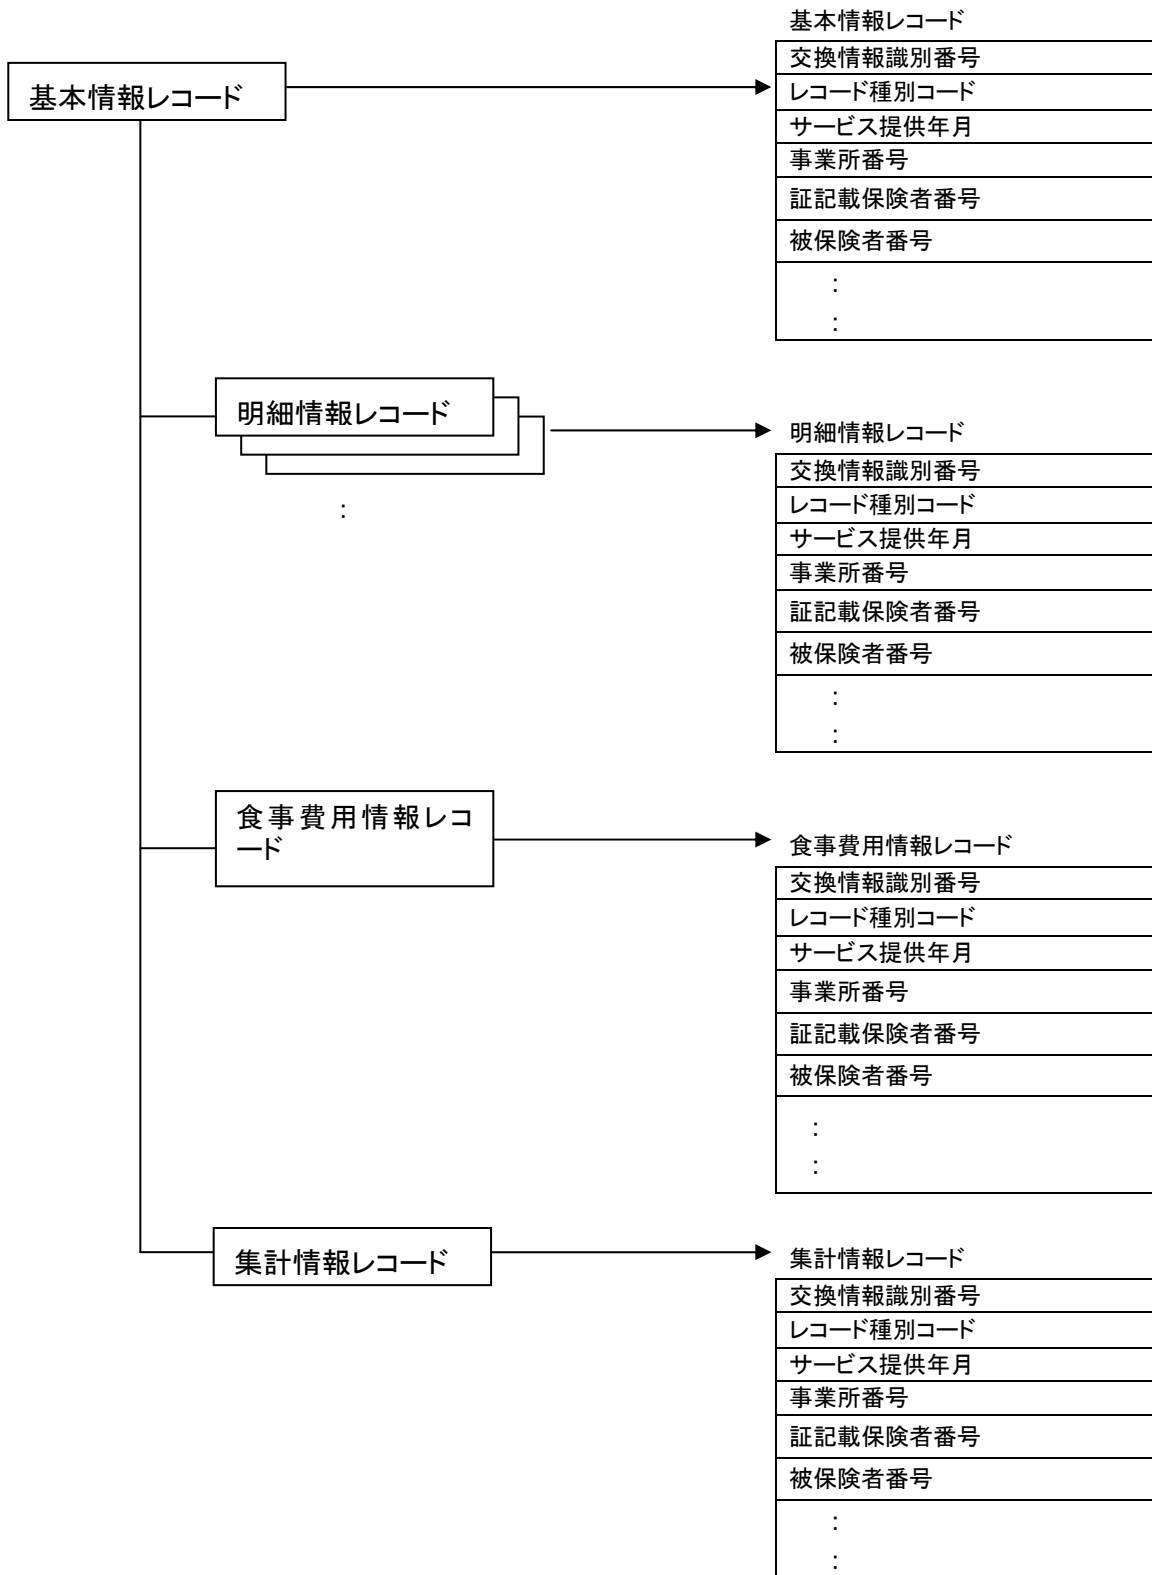 基本情報レコード
基本情報レコード
交換情報識別番号
レコード種別コード
サービス提供年月
事業所番号
証記載保険者番号
被保険者番号
:
:
明細情報レコード
:
明細情報レコード
交換情報識別番号
レコード種別コード
サービス提供年月
事業所番号
証記載保険者番号
被保険者番号
:
:
食事費用情報レコ
ード
食事費用情報レコード
交換情報識別番号
レコード種別コード
サービス提供年月
事業所番号
証記載保険者番号
被保険者番号
:
:
集計情報レコード
集計情報レコード
交換情報識別番号
レコード種別コード
サービス提供年月
事業所番号
証記載保険者番号
被保険者番号
:
: